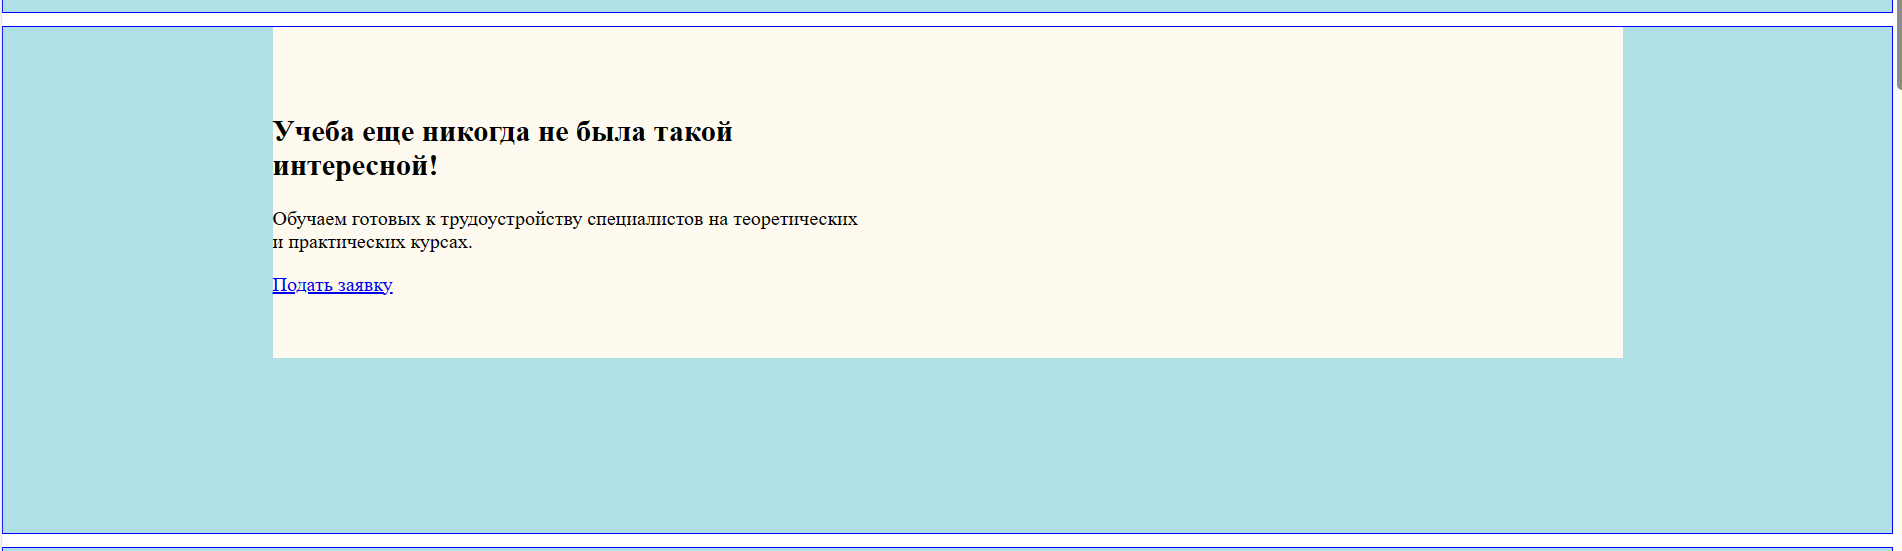 Учеба еще никогда не была такой
интересной!
Обучаем готовых к трудоустройству специалистов на теоретических
и практических курсах.
Подать заявку